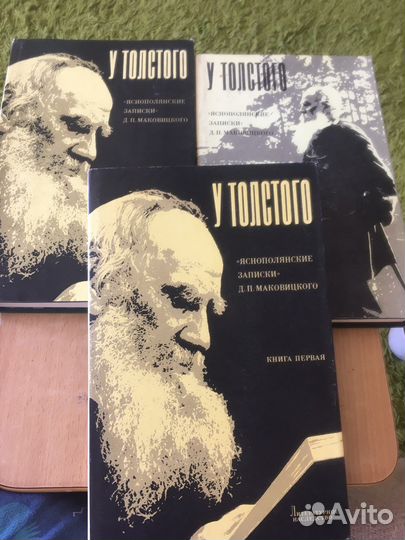 У ТОЛСТОГО
«ЯСНОПОЛЯНСКИЕ
ЗАПИСКИ»
Д. П. МАКОВИЦКОГО
У ТОЛСТОГО
«ЯСНОПОЛЯНСКИЕ
ЗАПИСКИ»
Д. П. МАКОВИЦКОГО
У ТОЛСТОГО
«ЯСНОПОЛЯНСКИЕ
ЗАПИСКИ»
Д. П. МАКОВИЦКОГО
КНИГА ПЕРВАЯ
Avito